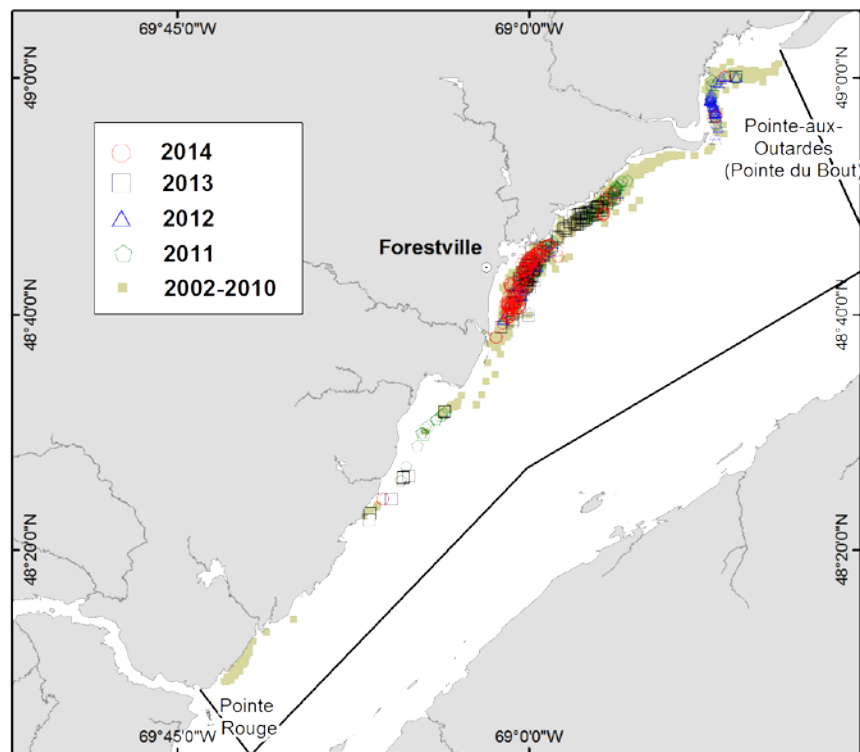 69°45'0"W 69°0'0"W
49°0'0"N 49°0'0"N
Pointe-aux-
Outardes
(Pointe du Bout)
2014
2013
2012
2011
2002-2010
Forestville
48°40'0"N 48°40'0"N
48°20'0"N 48°20'0"N
Pointe
Rouge
69°45'0"W 69°0'0"W